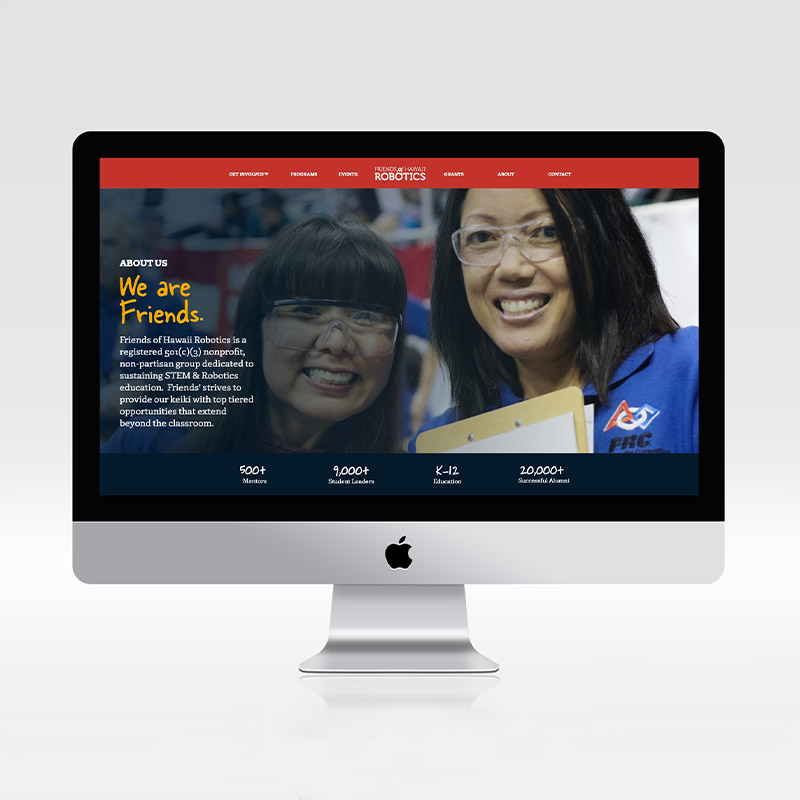 GET INVOLVED PROGRAMS EVENTS FRIENDS of HAWAII ROBOTICS GRANTS ABOUT CONTACT
ABOUT US
We are
Friends.
Friends of Hawaii Robotics is a
registered 501(c)(3) nonprofit,
non-partisan group dedicated to
sustaining STEM & Robotics
education. Friends' strives to
provide our keiki with top tiered
opportunities that extend
beyond the classroom.
FRC
500+ 9,000+ K-12 20,000+
Mentors Student Leaders Education Successful Alumni